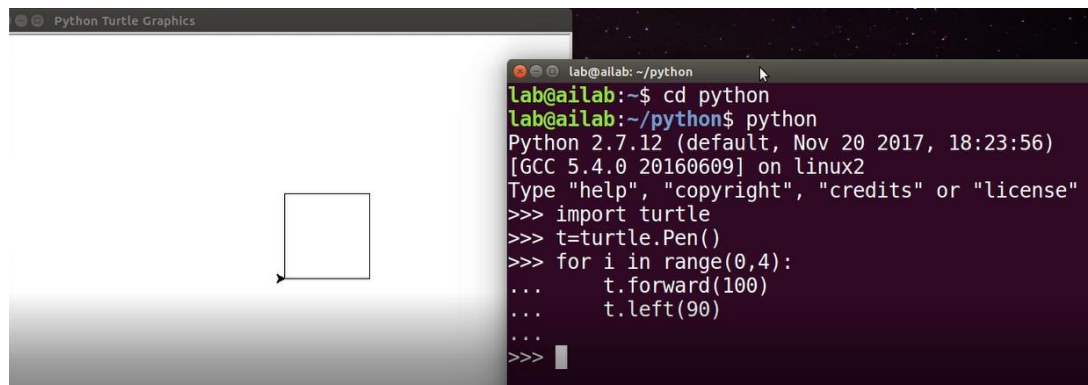 Python Turtle Graphics
lab@ailab: ~/python
lab@ailab:~$ cd python
lab@ailab:~/python$ python
Python 2.7.12 (default, Nov 20 2017, 18:23:56)
[GCC 5.4.0 20160609] on linux2
Type "help", "copyright", "credits" or "license"
>>> import turtle
>>> t=turtle.Pen()
>>> for i in range(0,4):
...     t.forward(100)
...     t.left(90)
...
>>>